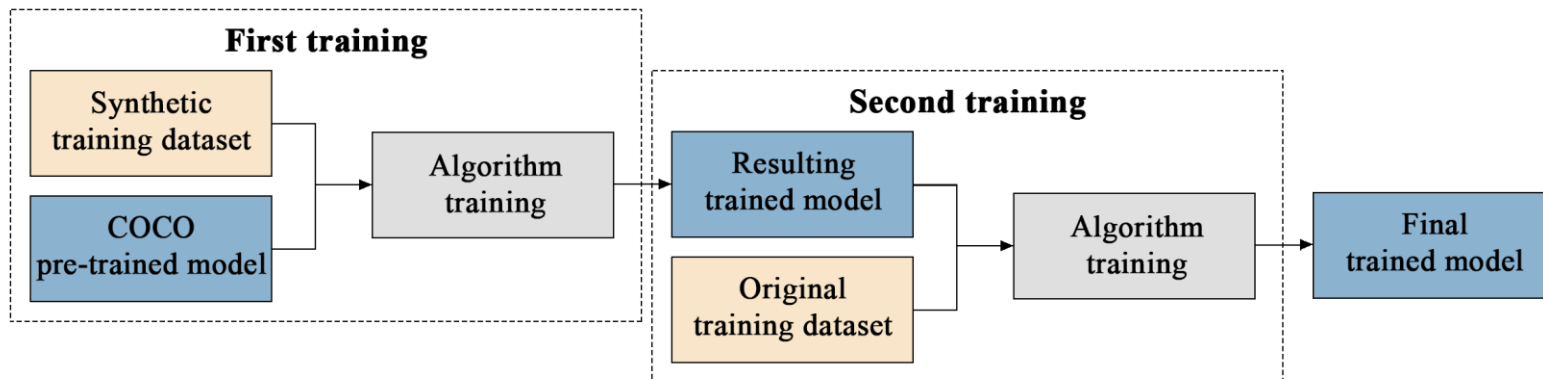 First training
Synthetic
training dataset
COCO
pre-trained model
Algorithm
training
Second training
Resulting
trained model
Original
training dataset
Algorithm
training
Final
trained model